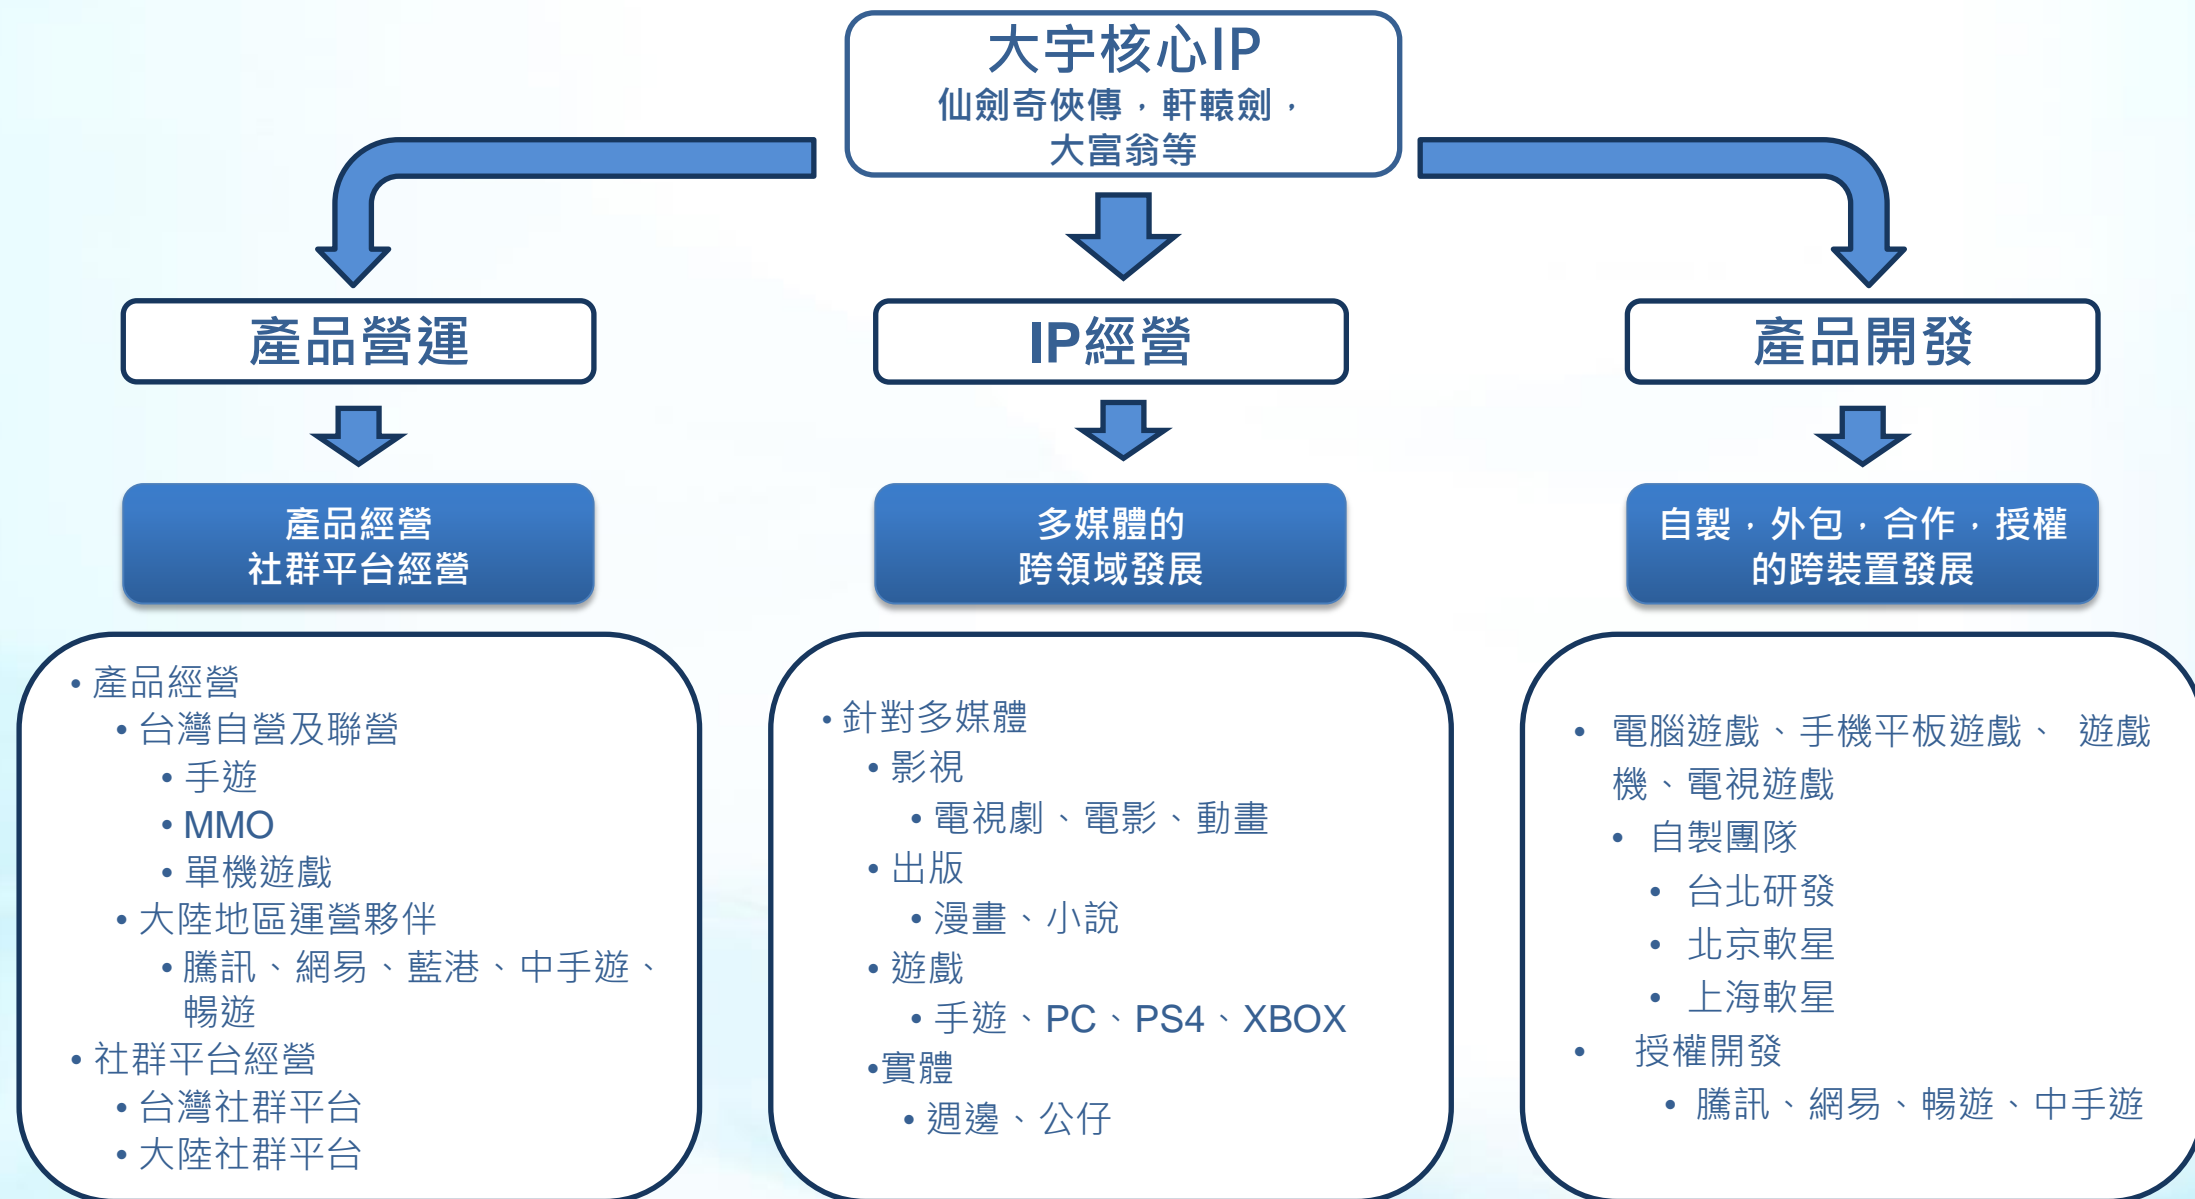 大宇核心IP
仙劍奇俠傳，軒轅劍，
大富翁等
產品營運
產品經營
社群平台經營
• 產品經營
• 台灣自營及聯營
• 手遊
• MMO
• 單機遊戲
• 大陸地區運營夥伴
• 騰訊、網易、藍港、中手遊、
暢遊
• 社群平台經營
• 台灣社群平台
• 大陸社群平台
IP經營
多媒體的
跨領域發展
• 針對多媒體
• 影視
• 電視劇、電影、動畫
• 出版
• 漫畫、小說
• 遊戲
• 手遊、PC、PS4、XBOX
•實體
• 週邊、公仔
產品開發
自製，外包，合作，授權
的跨裝置發展
• 電腦遊戲、手機平板遊戲、 遊戲
機、電視遊戲
• 自製團隊
• 台北研發
• 北京軟星
• 上海軟星
• 授權開發
• 騰訊、網易、暢遊、中手遊